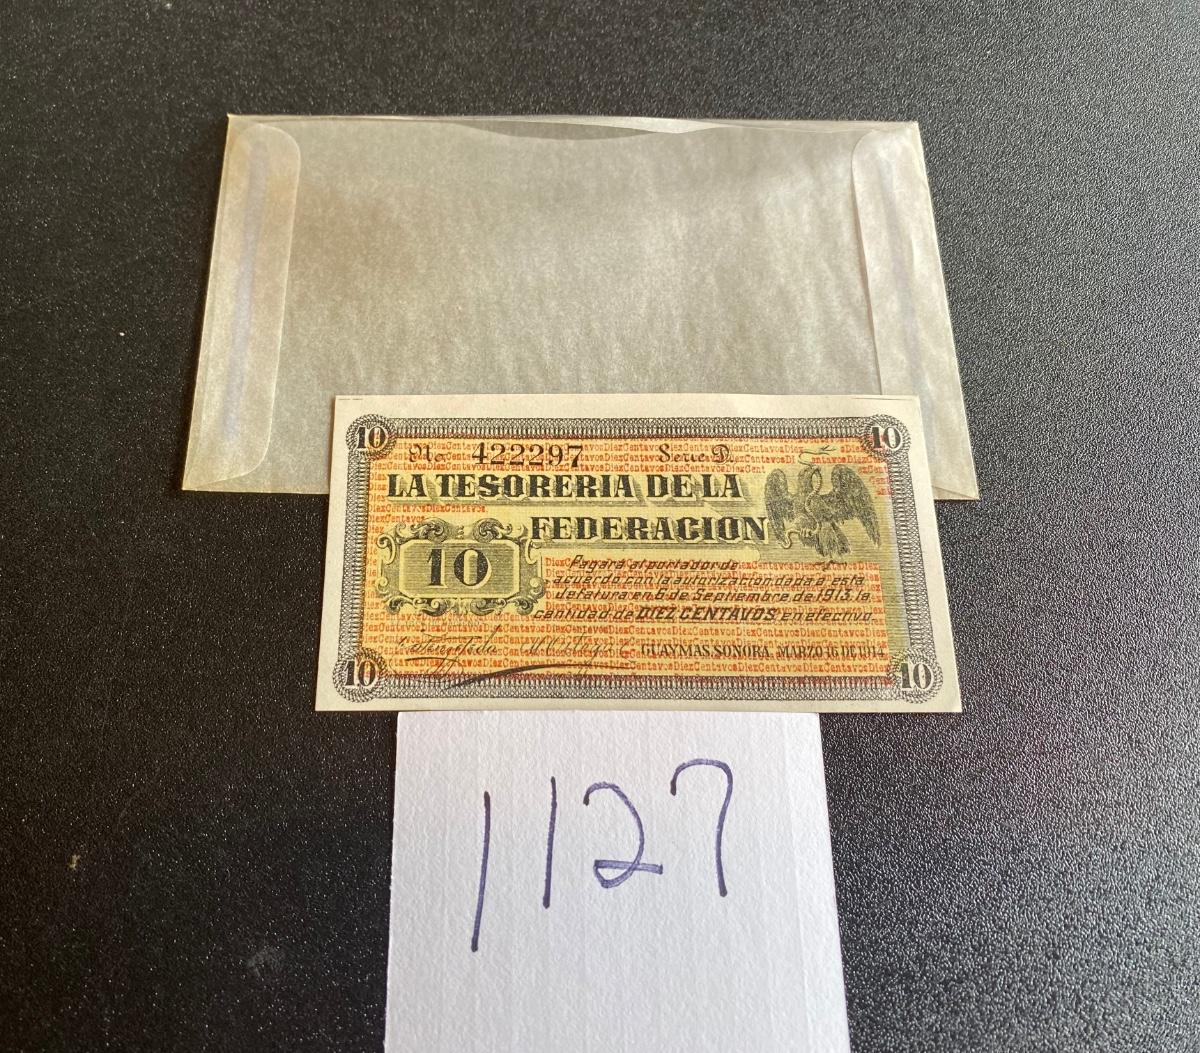 10 10
No. 422297 Serie D.
LA TESORERIA DE LA
FEDERACION
10
Pagará al portador de
acuerdo con la autorizacion dada a esta
Jefatura en 6 de Septiembre de 1913, la
cantidad de DIEZ CENTAVOS, en efectivo.
GUAYMAS, SONORA, MARZO 16 DE 1914
10 10
1127